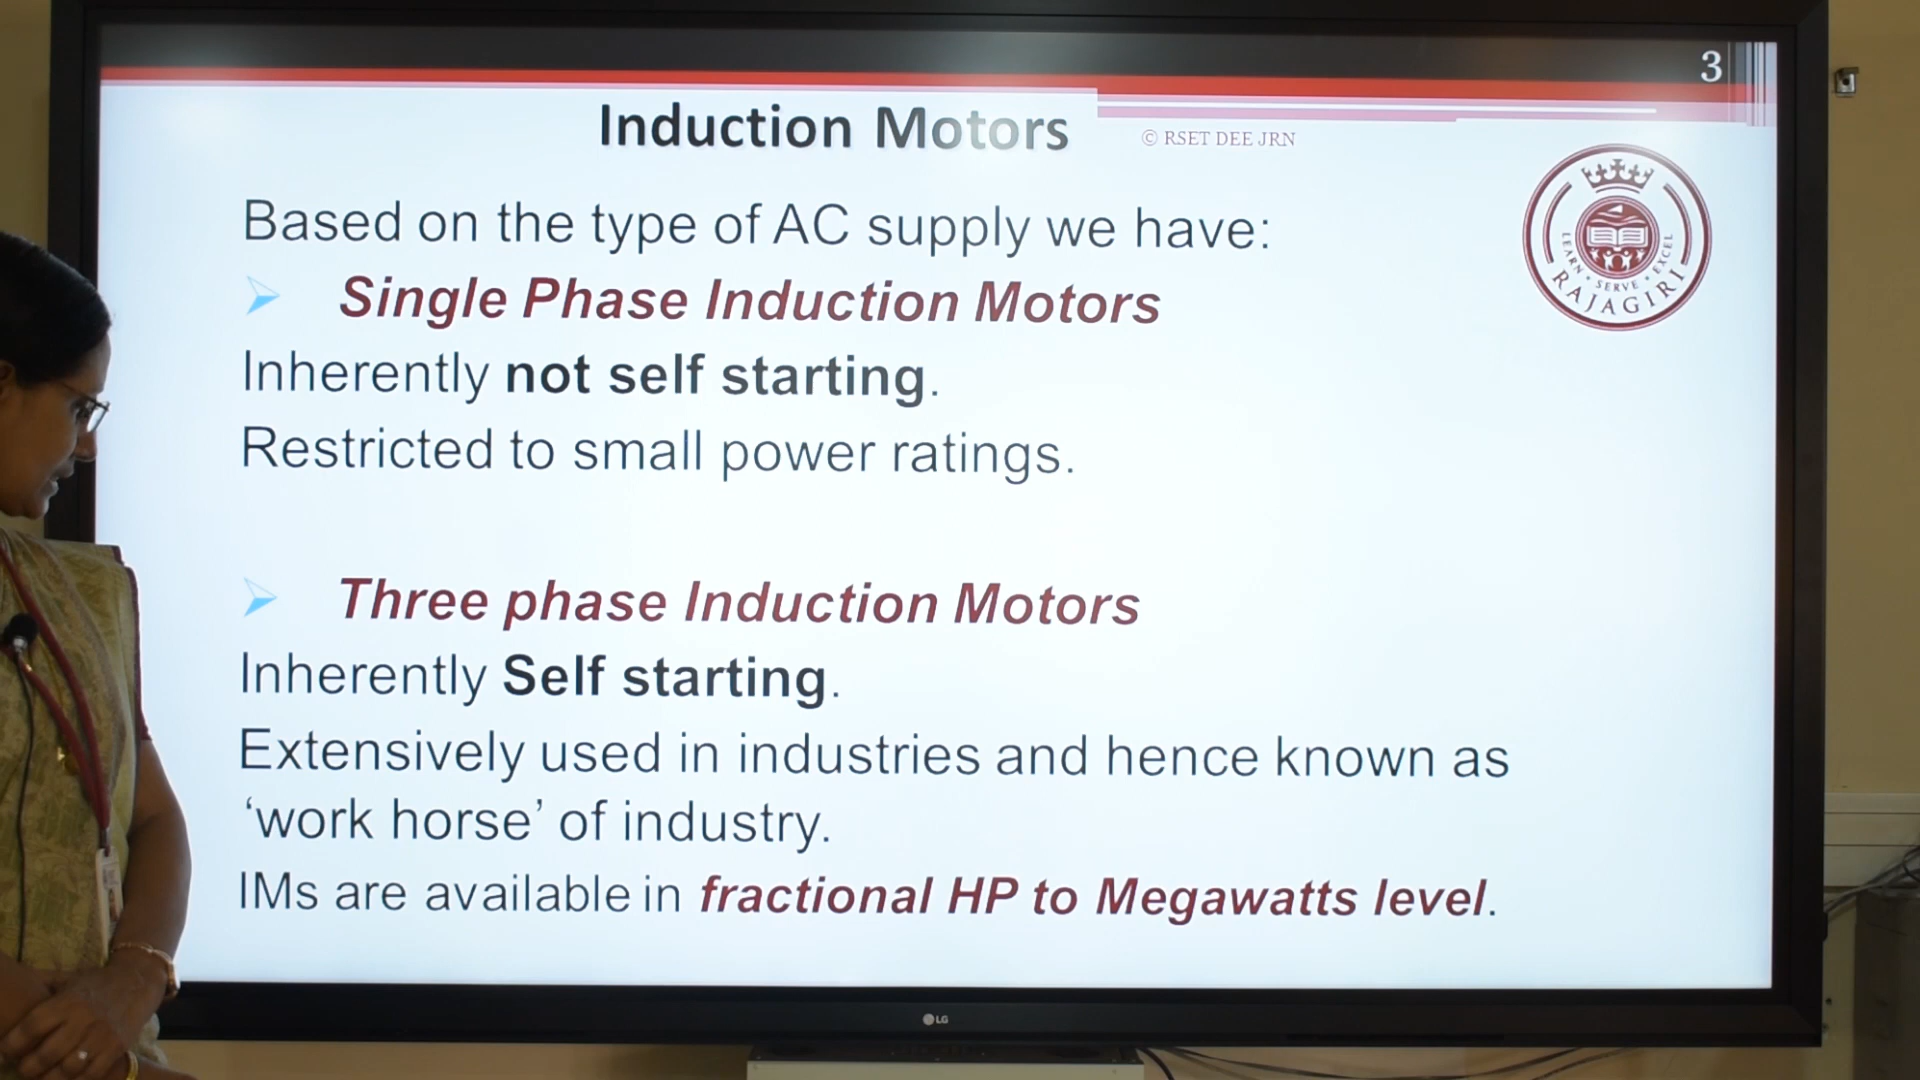 3
Induction Motors
© RSET DEE JRN
Based on the type of AC supply we have:
Single Phase Induction Motors
Inherently not self starting.
Restricted to small power ratings.
Three phase Induction Motors
Inherently Self starting.
Extensively used in industries and hence known as
‘work horse’ of industry.
IMs are available in fractional HP to Megawatts level.
LEARN • SERVE • EXCEL
RAJAGIRI
LG